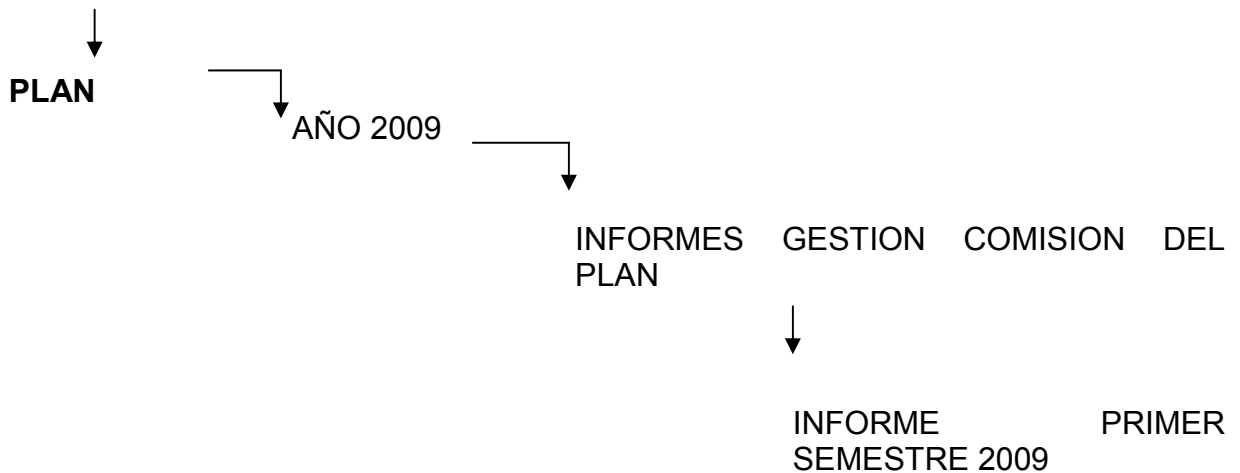 PLAN
AÑO 2009
INFORMES GESTION COMISION DEL
PLAN
INFORME PRIMER
SEMESTRE 2009